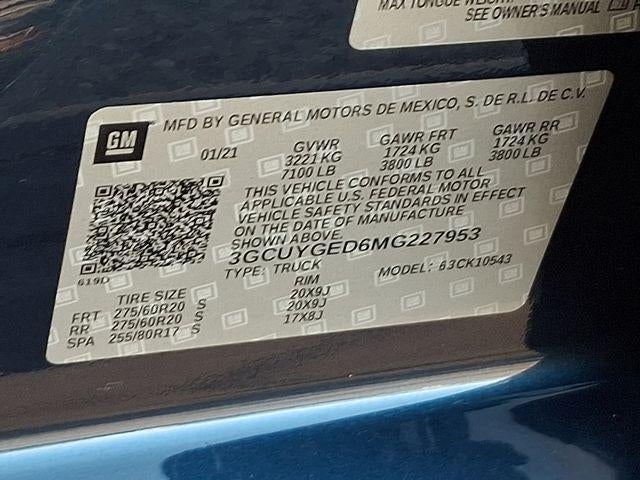 MAX TONGUE WEIGHT:
SEE OWNER'S MANUAL
GM
MFD BY GENERAL MOTORS DE MEXICO, S. DE R.L. DE C.V.
01/21 GVWR GAWR FRT GAWR RR
3221 KG 1724 KG 1724 KG
7100 LB 3800 LB 3800 LB
THIS VEHICLE CONFORMS TO ALL
APPLICABLE U.S. FEDERAL MOTOR
VEHICLE SAFETY STANDARDS IN EFFECT
ON THE DATE OF MANUFACTURE
SHOWN ABOVE.
3GCUYGED6MG227953
619D
TYPE: TRUCK MODEL: 63CK10543
TIRE SIZE RIM
FRT 275/60R20 S 20X9J
RR 275/60R20 S 20X9J
SPA 255/80R17 S 17X8J